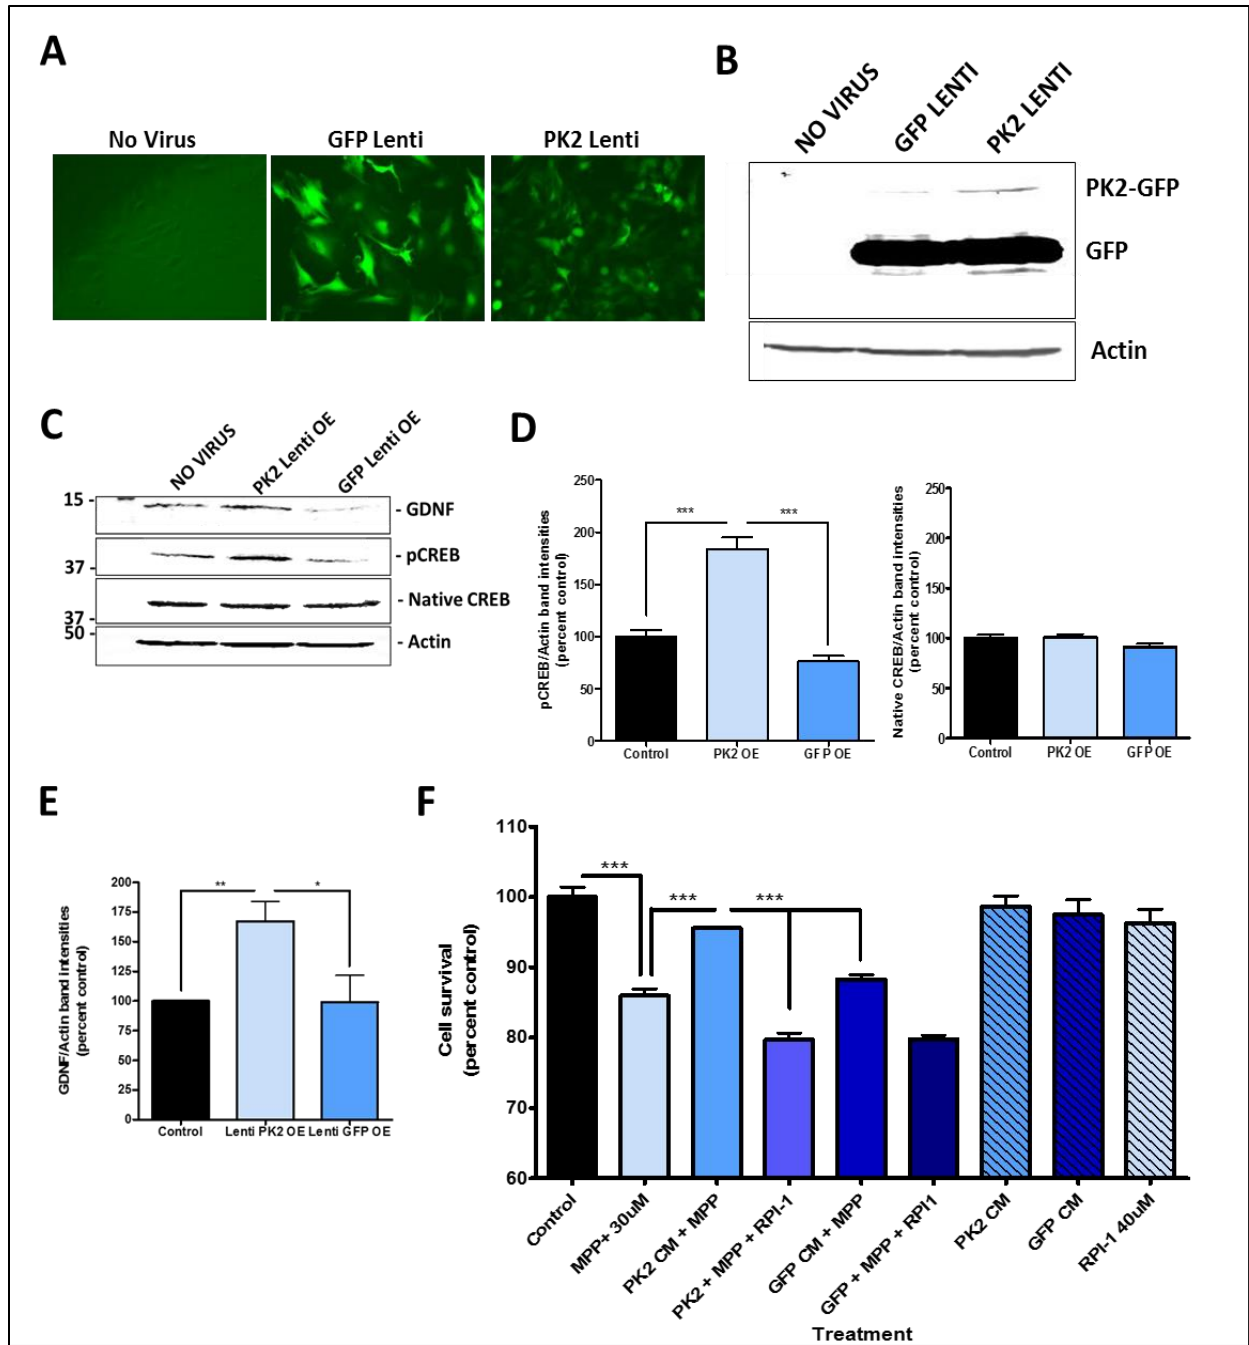 A
No Virus
GFP Lenti
PK2 Lenti
B
NO VIRUS
GFP LENTI
PK2 LENTI
PK2-GFP
GFP
Actin
C
NO VIRUS
PK2 Lenti OE
GFP Lenti OE
15 -
- GDNF
- pCREB
37 -
- Native CREB
37 -
50 -
- Actin
D
pCREB/Actin band intensities
(percent control)
250
200
150
100
50
0
***
***
Control
PK2 OE
GFP OE
Native CREB/Actin band intensities
(percent control)
250
200
150
100
50
0
Control
PK2 OE
GFP OE
E
GDNF/Actin band intensities
(percent control)
200
175
150
125
100
75
50
25
0
**
*
Control
Lenti PK2 OE
Lenti GFP OE
F
Cell survival
(percent control)
110
100
90
80
70
60
***
***
***
Control
MPP+ 30uM
PK2 CM + MPP
PK2 + MPP + RPI-1
GFP CM + MPP
GFP + MPP + RPI1
PK2 CM
GFP CM
RPI-1 40uM
Treatment